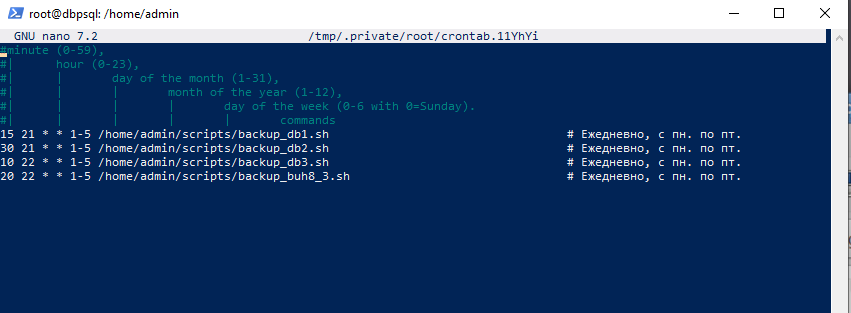 root@dbpsql: /home/admin
GNU nano 7.2 /tmp/.private/root/crontab.11YhYi
#minute (0-59),
#| hour (0-23),
#| | day of the month (1-31),
#| | | month of the year (1-12),
#| | | | day of the week (0-6 with 0=Sunday).
#| | | | | commands
15 21 * * 1-5 /home/admin/scripts/backup_db1.sh # Ежедневно, с пн. по пт.
30 21 * * 1-5 /home/admin/scripts/backup_db2.sh # Ежедневно, с пн. по пт.
10 22 * * 1-5 /home/admin/scripts/backup_db3.sh # Ежедневно, с пн. по пт.
20 22 * * 1-5 /home/admin/scripts/backup_buh8_3.sh # Ежедневно, с пн. по пт.